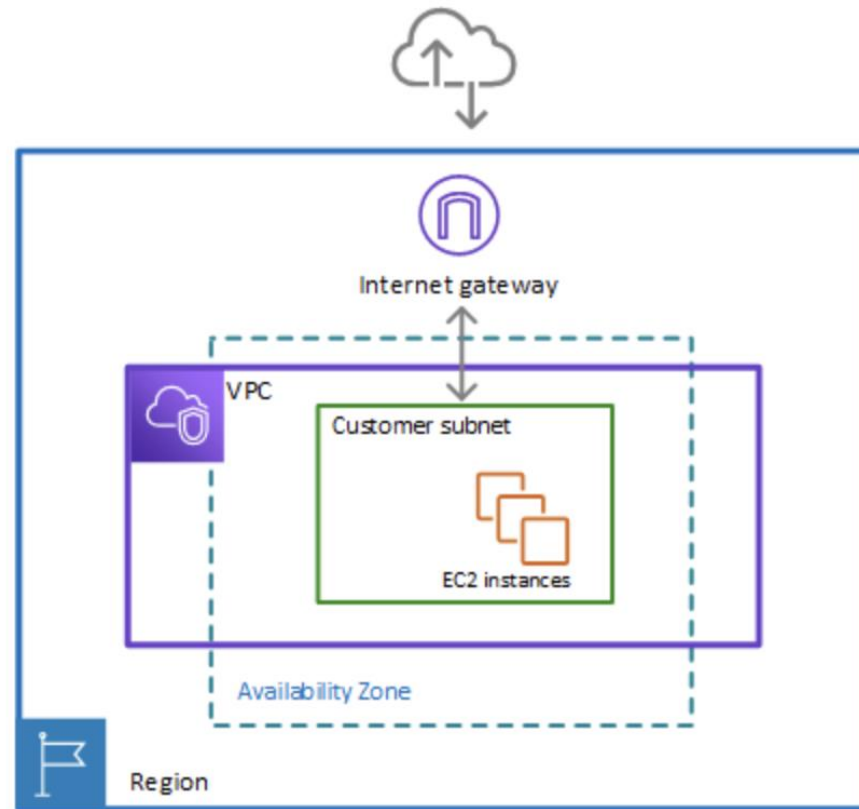 Internet gateway
VPC
Customer subnet
EC2 instances
Availability Zone
Region